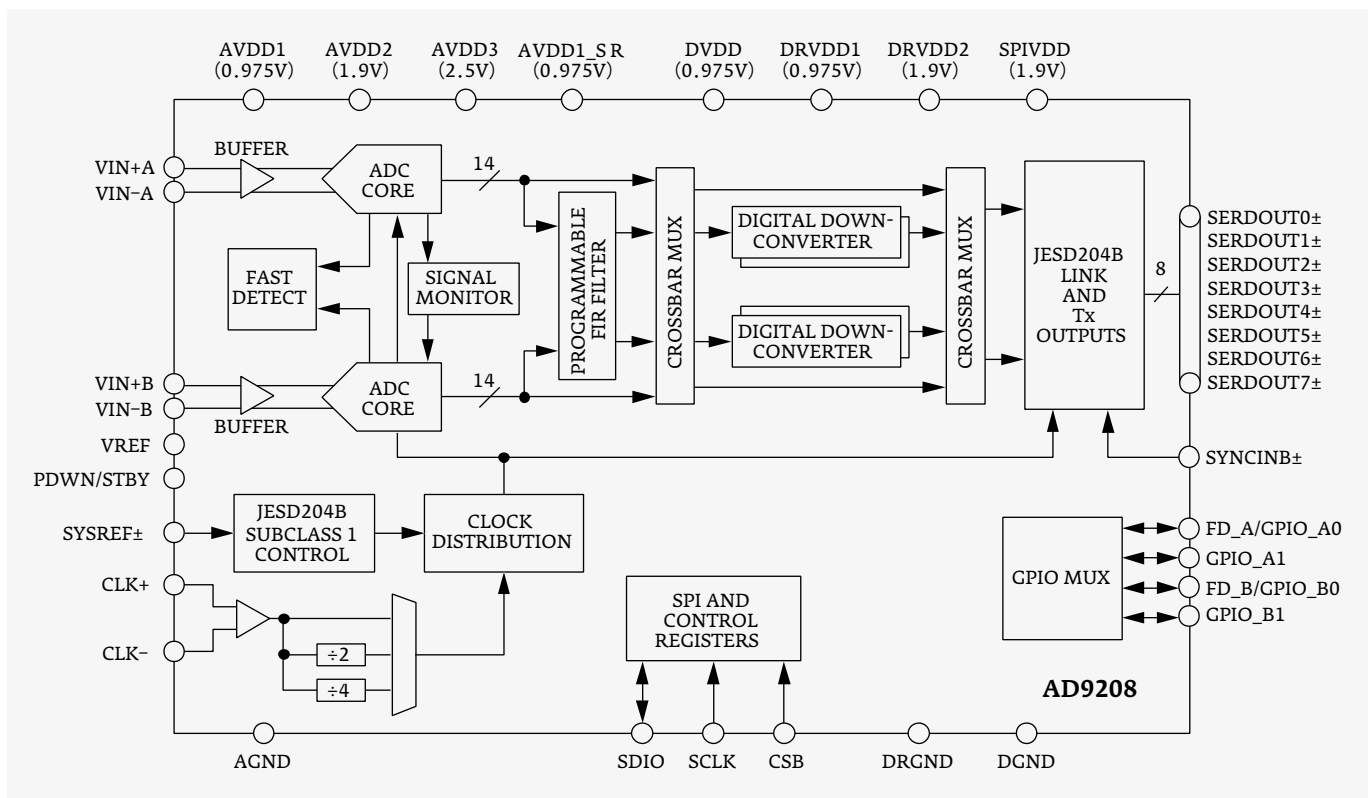 AVDD1
(0.975V)
AVDD2
(1.9V)
AVDD3
(2.5V)
AVDD1_SR
(0.975V)
DVDD
(0.975V)
DRVDD1
(0.975V)
DRVDD2
(1.9V)
SPIVDD
(1.9V)
VIN+A
VIN−A
BUFFER
ADC
CORE
14
FAST
DETECT
SIGNAL
MONITOR
PROGRAMMABLE
FIR FILTER
CROSSBAR MUX
DIGITAL DOWN-
CONVERTER
DIGITAL DOWN-
CONVERTER
CROSSBAR MUX
JESD204B
LINK
AND
Tx
OUTPUTS
8
SERDOUT0±
SERDOUT1±
SERDOUT2±
SERDOUT3±
SERDOUT4±
SERDOUT5±
SERDOUT6±
SERDOUT7±
VIN+B
VIN−B
BUFFER
ADC
CORE
14
VREF
PDWN/STBY
SYSREF±
JESD204B
SUBCLASS 1
CONTROL
CLOCK
DISTRIBUTION
SYNCINB±
CLK+
CLK−
÷2
÷4
SPI AND
CONTROL
REGISTERS
GPIO MUX
FD_A/GPIO_A0
GPIO_A1
FD_B/GPIO_B0
GPIO_B1
AD9208
AGND
SDIO
SCLK
CSB
DRGND
DGND